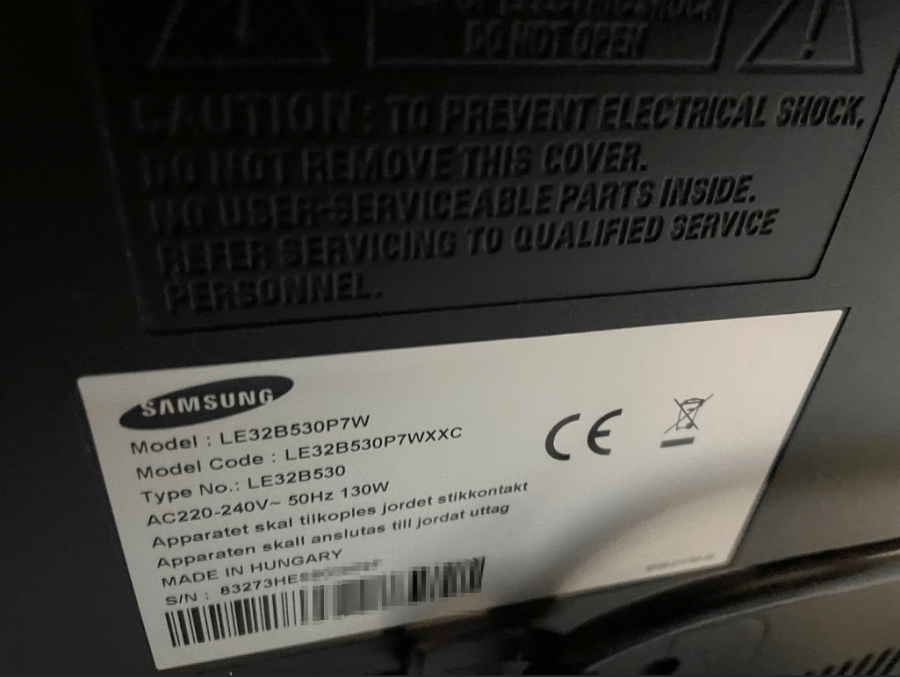 DO NOT OPEN
CAUTION: TO PREVENT ELECTRICAL SHOCK,
DO NOT REMOVE THIS COVER.
NO USER-SERVICEABLE PARTS INSIDE.
REFER SERVICING TO QUALIFIED SERVICE
PERSONNEL.
SAMSUNG
Model : LE32B530P7W
Model Code : LE32B530P7WXXC
Type No.: LE32B530
AC220-240V~ 50Hz 130W
Apparatet skal tilkoples jordet stikkontakt
Apparaten skall anslutas till jordat uttag
MADE IN HUNGARY
S/N : 83273HE
CE